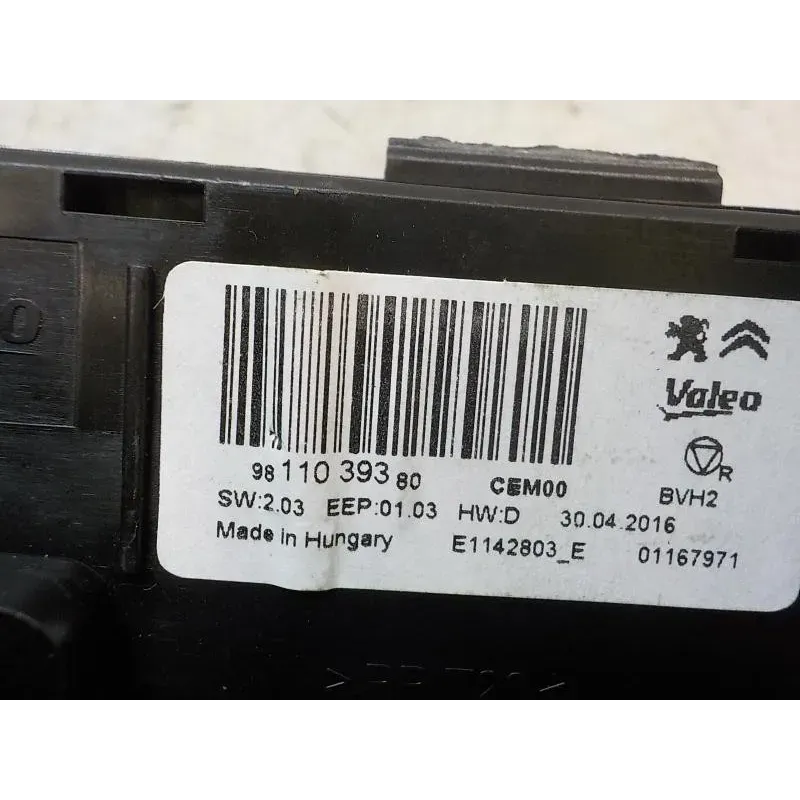 Valeo
R
98 110 393 80 CEM00 BVH2
SW:2.03 EEP:01.03 HW:D 30.04.2016
Made in Hungary E1142803_E 01167971